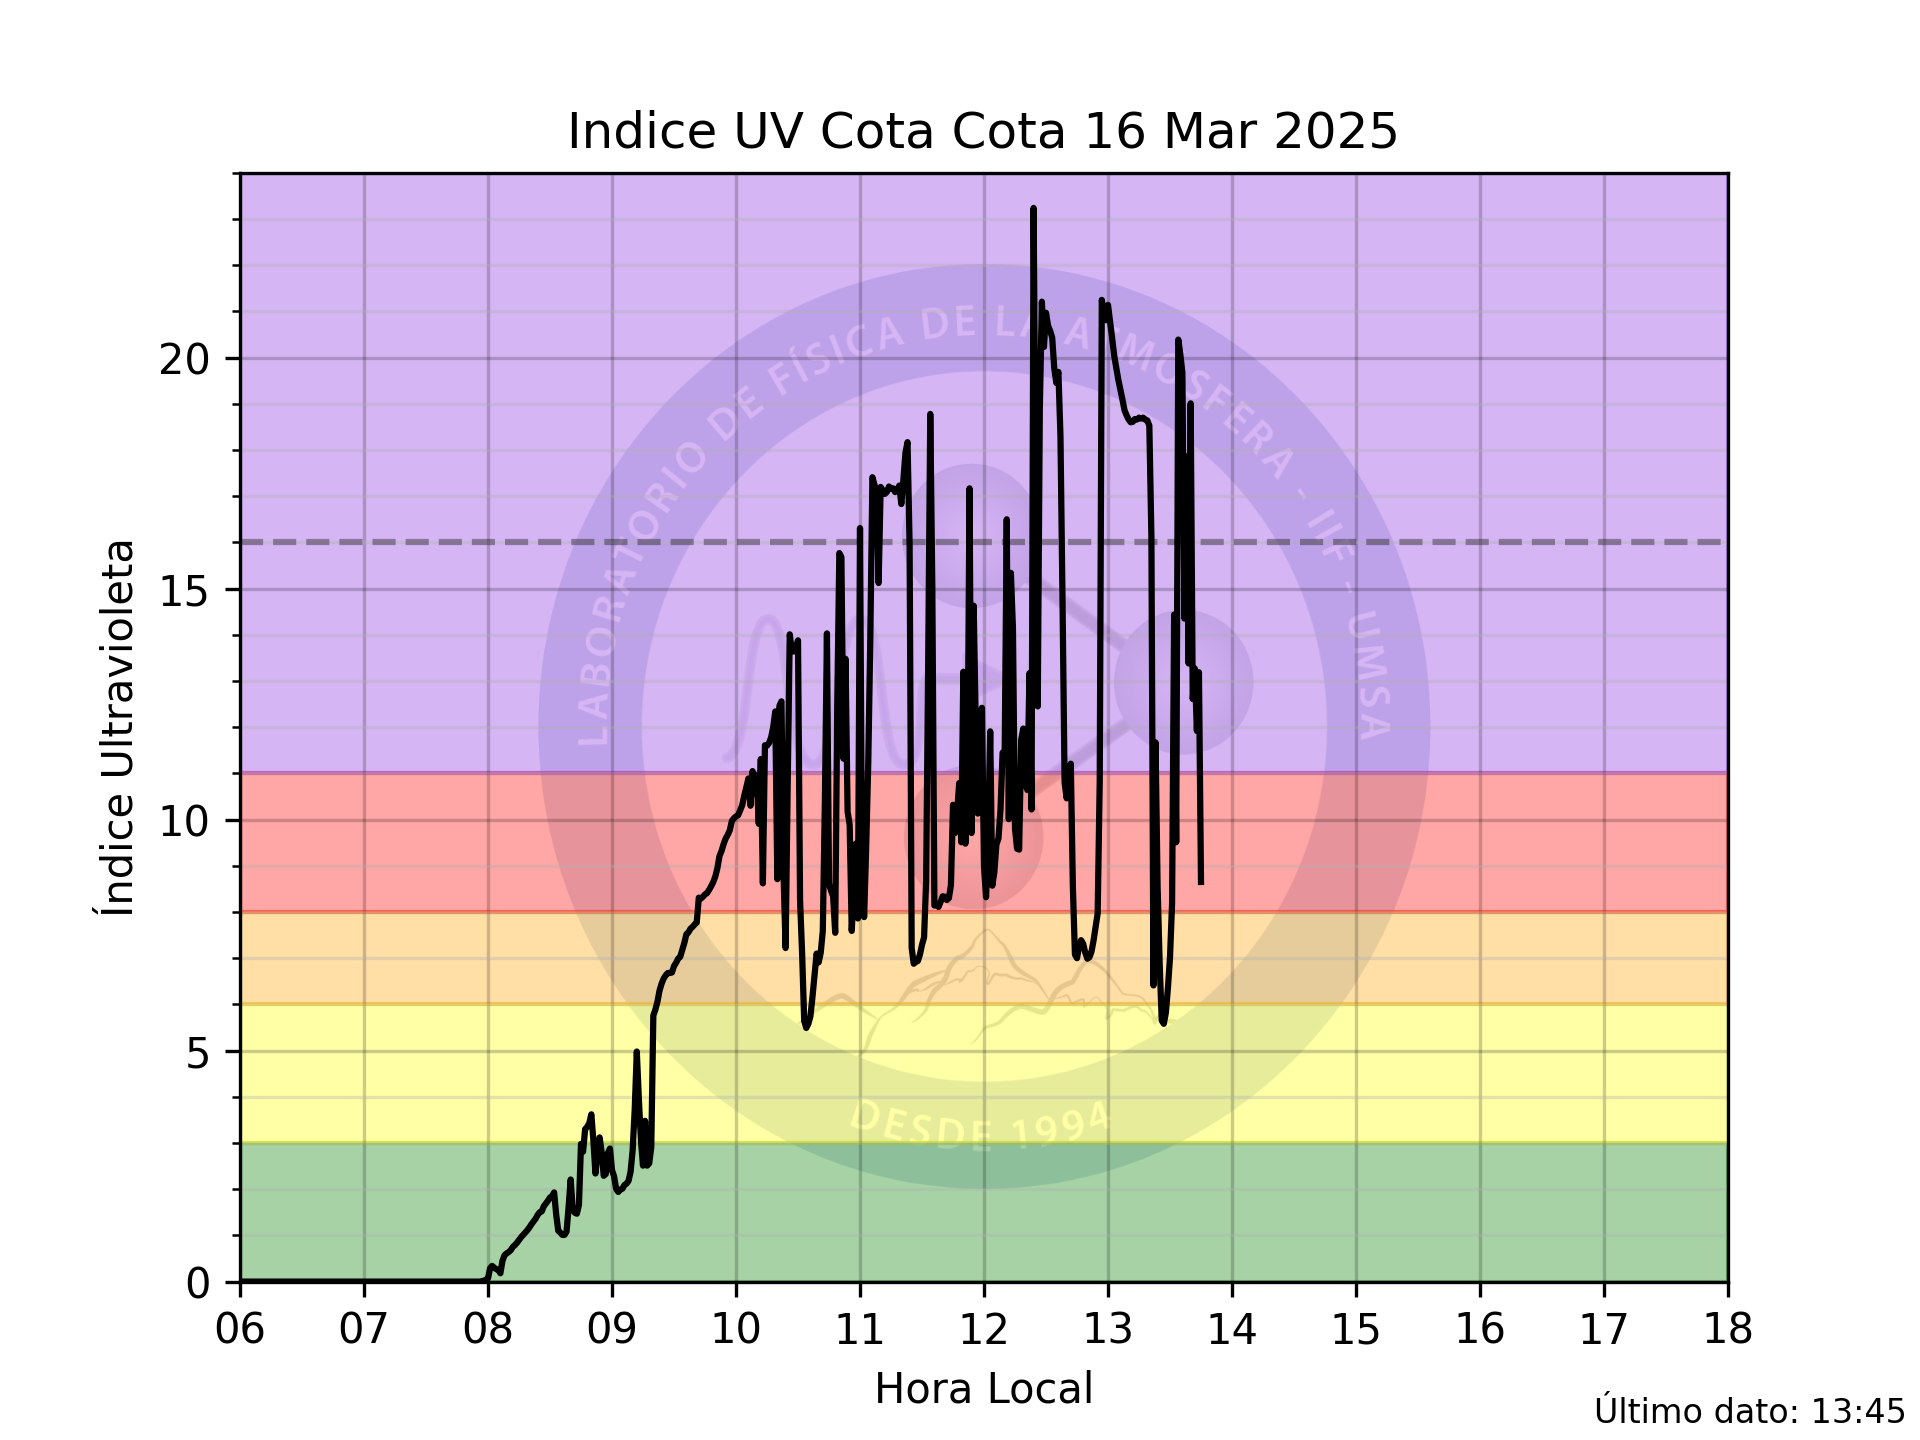 Indice UV Cota Cota 16 Mar 2025
Índice Ultravioleta
20
15
10
5
0
LABORATORIO DE FÍSICA DE LA ATMOSFERA - IIF - UMSA
DESDE 1994
06 07 08 09 10 11 12 13 14 15 16 17 18
Hora Local
Último dato: 13:45